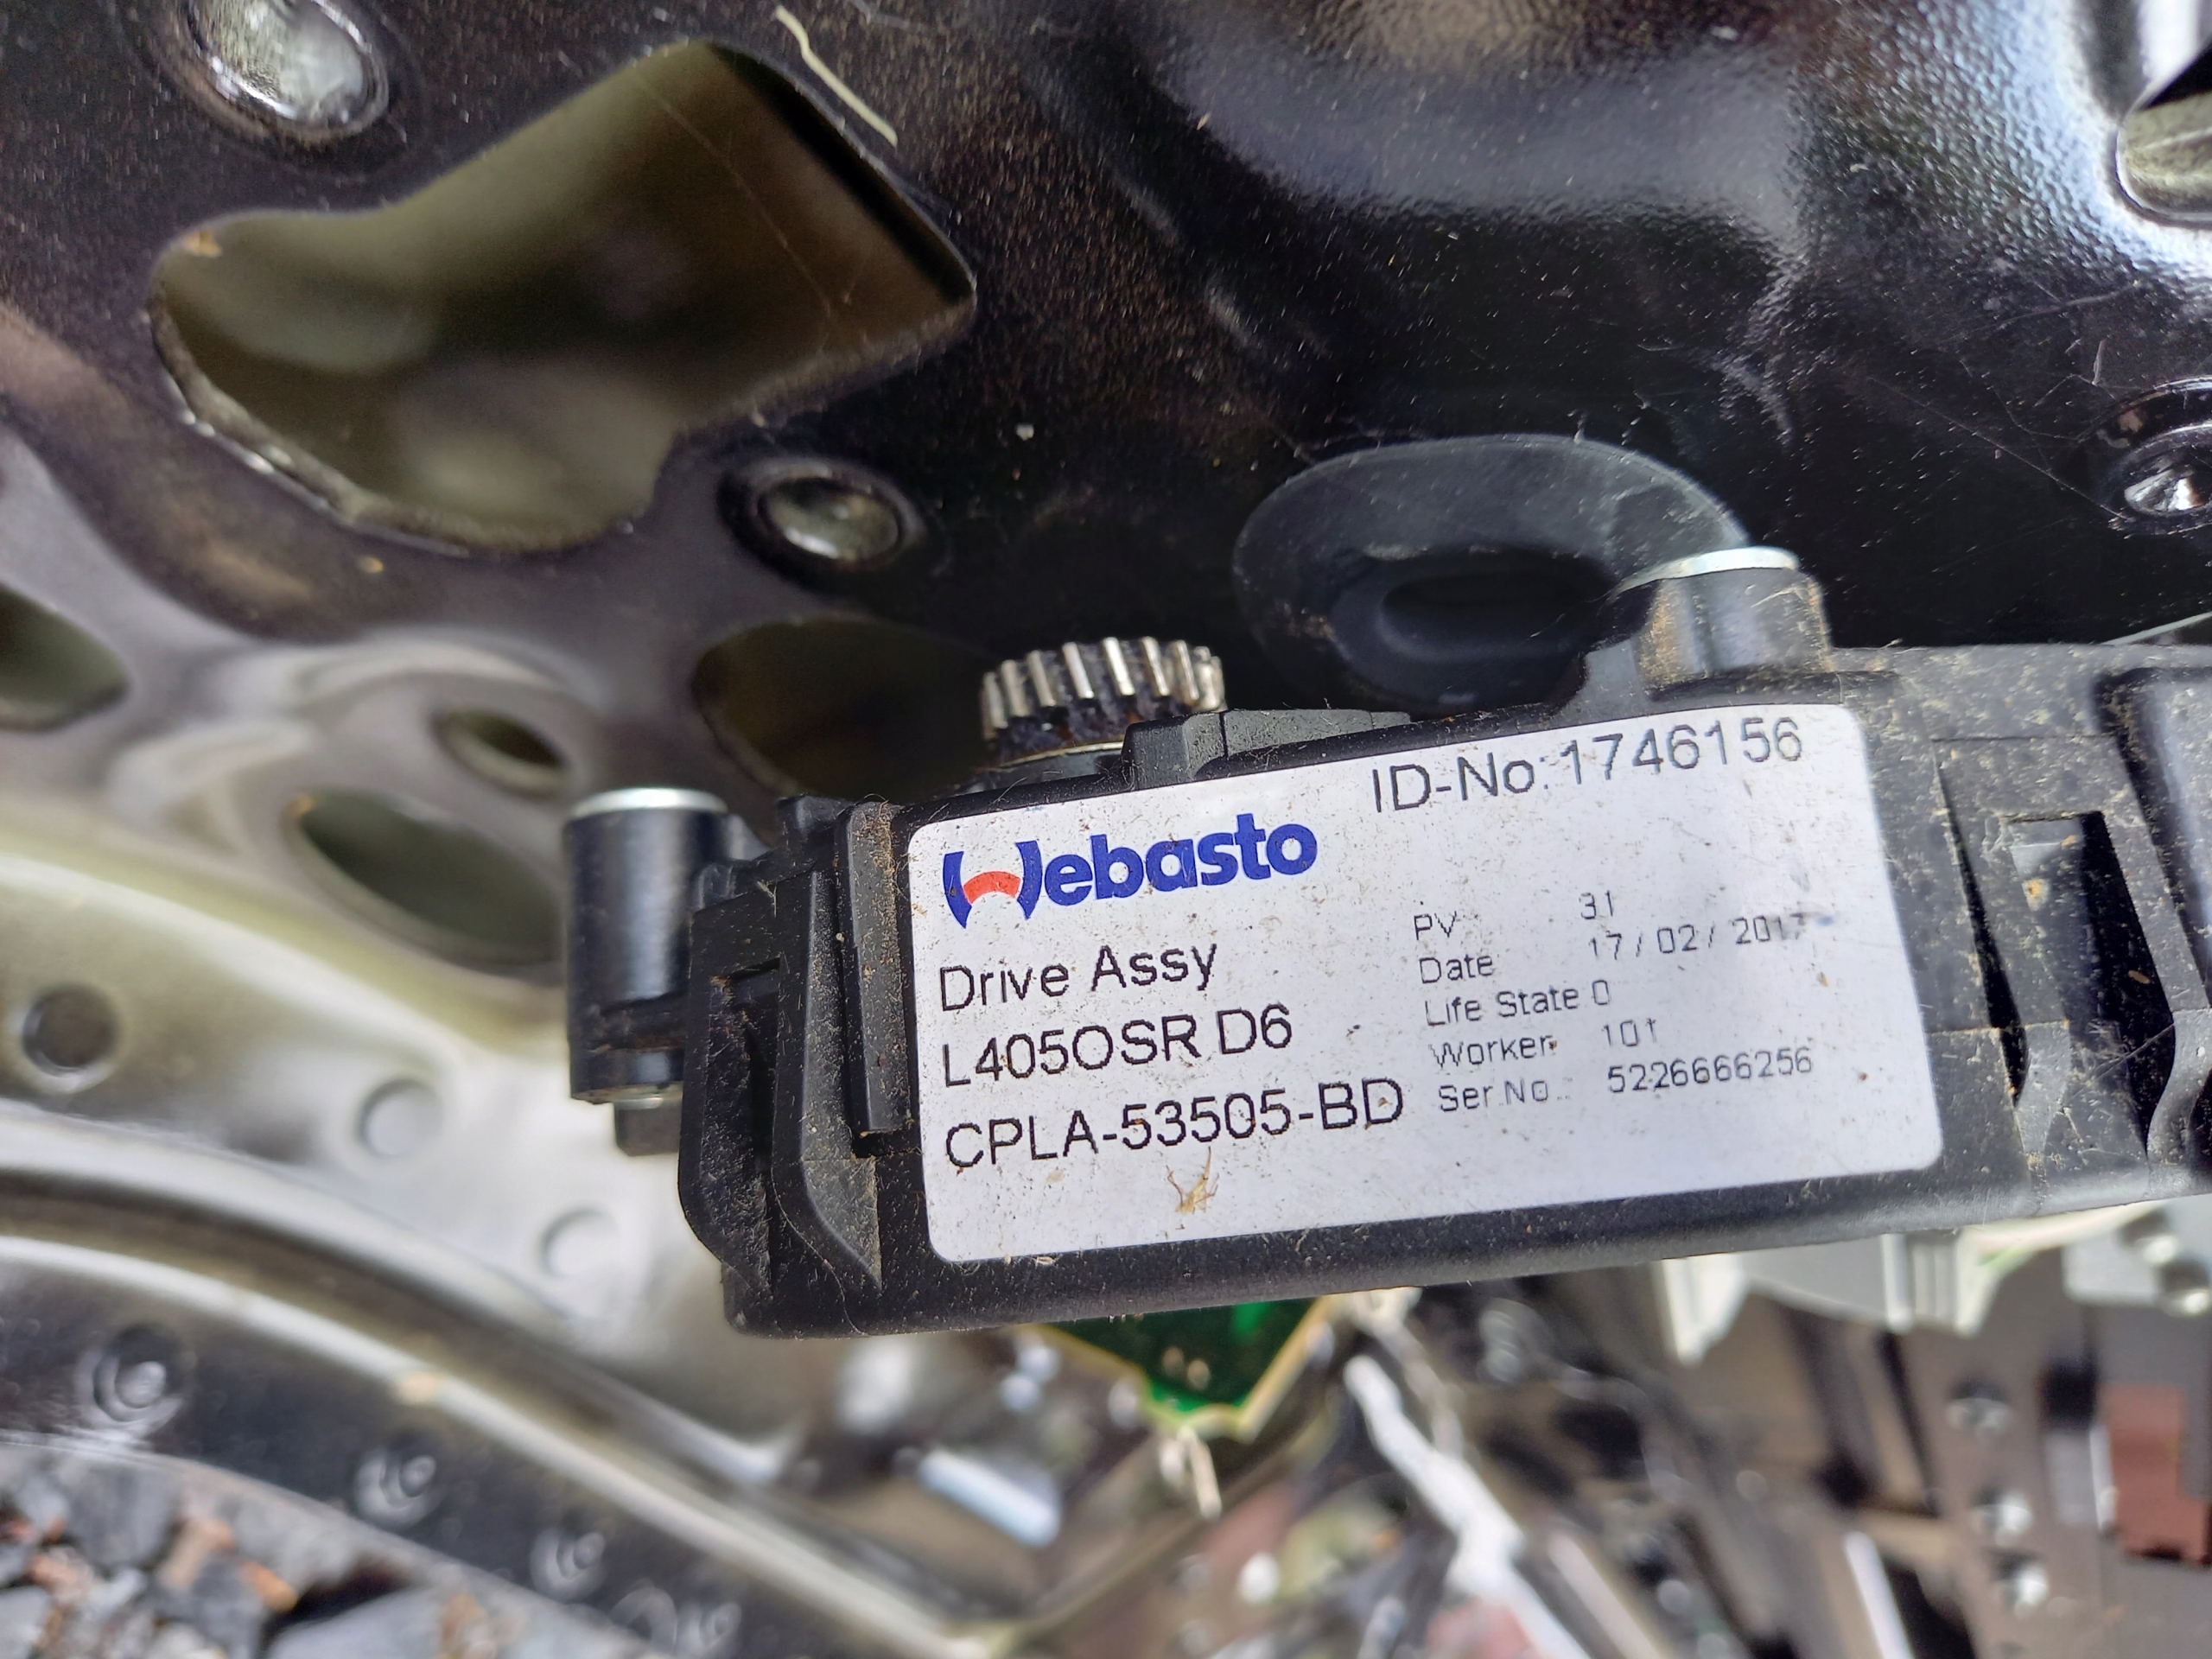 ID-No:1746156
Webasto
Drive Assy
L405OSR D6
CPLA-53505-BD
PV 31
Date 17/02/2017
Life State 0
Worker: 101
Ser.No.: 5226666256